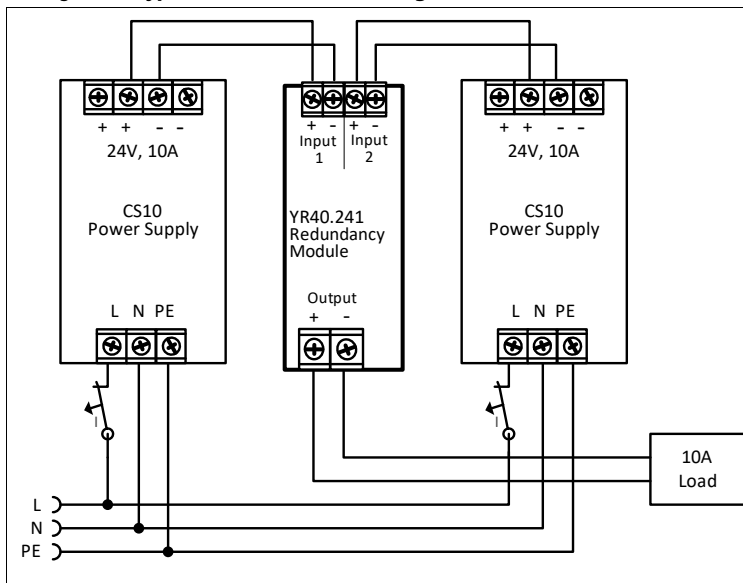 + + - -
24V, 10A
CS10
Power Supply
L N PE
+ - + -
Input 1
Input 2
YR40.241
Redundancy
Module
Output
+ -
+ + - -
24V, 10A
CS10
Power Supply
L N PE
I
I
10A
Load
L
N
PE